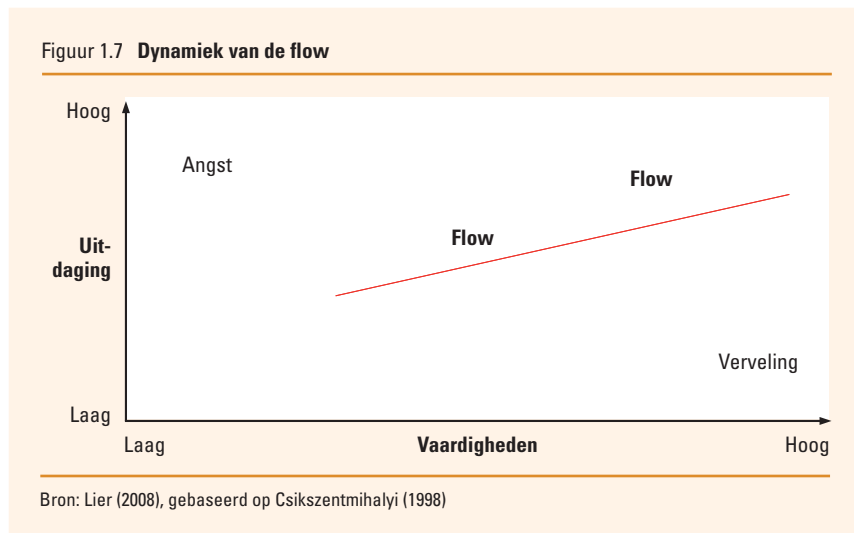 Figuur 1.7 Dynamiek van de flow
Hoog
Angst
Flow
Flow
Uit-
daging
Verveling
Laag
Laag Vaardigheden Hoog
Bron: Lier (2008), gebaseerd op Csikszentmihalyi (1998)